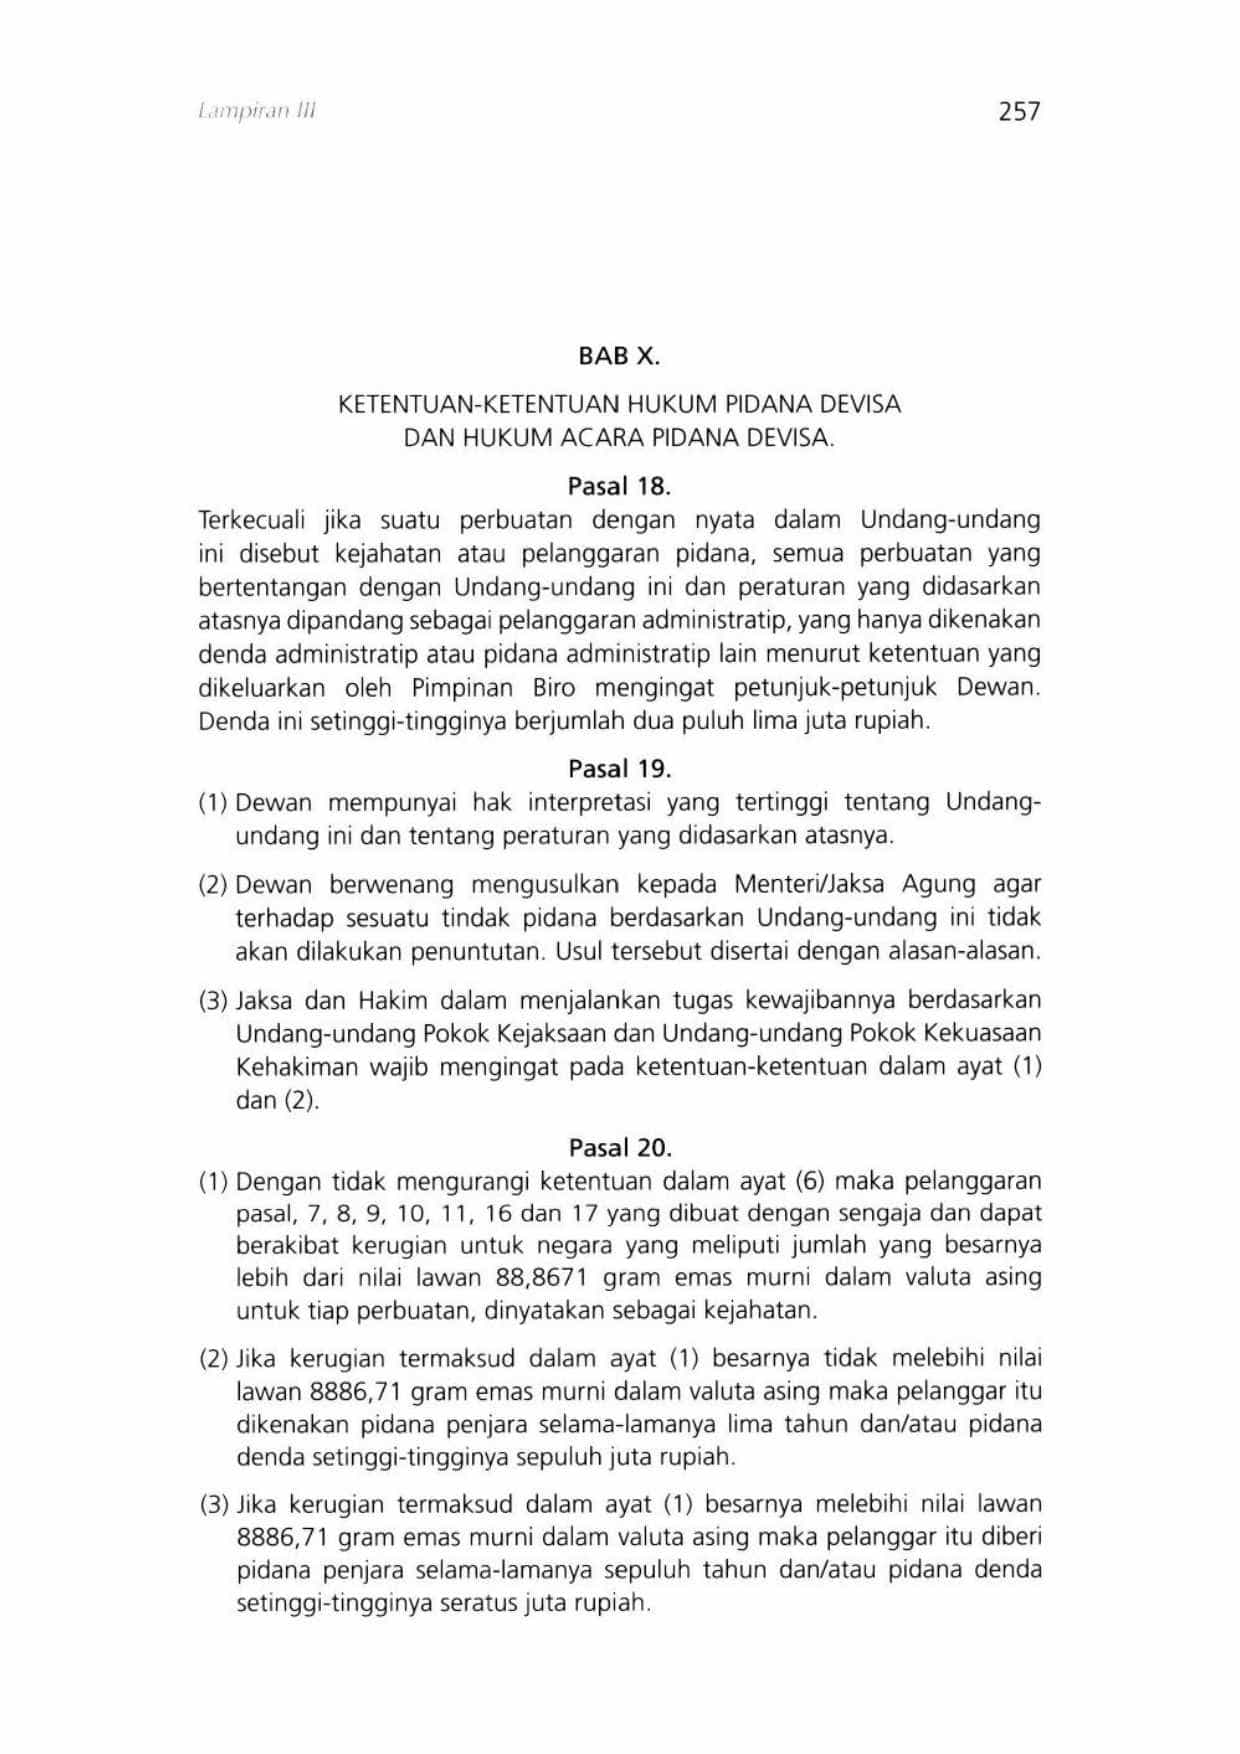 Lampiran III
257
BAB X.
KETENTUAN-KETENTUAN HUKUM PIDANA DEVISA
DAN HUKUM ACARA PIDANA DEVISA.
Pasal 18.
Terkecuali jika suatu perbuatan dengan nyata dalam Undang-undang
ini disebut kejahatan atau pelanggaran pidana, semua perbuatan yang
bertentangan dengan Undang-undang ini dan peraturan yang didasarkan
atasnya dipandang sebagai pelanggaran administratip, yang hanya dikenakan
denda administratip atau pidana administratip lain menurut ketentuan yang
dikeluarkan oleh Pimpinan Biro mengingat petunjuk-petunjuk Dewan.
Denda ini setinggi-tingginya berjumlah dua puluh lima juta rupiah.
Pasal 19.
(1) Dewan mempunyai hak interpretasi yang tertinggi tentang Undang-
undang ini dan tentang peraturan yang didasarkan atasnya.
(2) Dewan berwenang mengusulkan kepada Menteri/Jaksa Agung agar
terhadap sesuatu tindak pidana berdasarkan Undang-undang ini tidak
akan dilakukan penuntutan. Usul tersebut disertai dengan alasan-alasan.
(3) Jaksa dan Hakim dalam menjalankan tugas kewajibannya berdasarkan
Undang-undang Pokok Kejaksaan dan Undang-undang Pokok Kekuasaan
Kehakiman wajib mengingat pada ketentuan-ketentuan dalam ayat (1)
dan (2).
Pasal 20.
(1) Dengan tidak mengurangi ketentuan dalam ayat (6) maka pelanggaran
pasal, 7, 8, 9, 10, 11, 16 dan 17 yang dibuat dengan sengaja dan dapat
berakibat kerugian untuk negara yang meliputi jumlah yang besarnya
lebih dari nilai lawan 88,8671 gram emas murni dalam valuta asing
untuk tiap perbuatan, dinyatakan sebagai kejahatan.
(2) Jika kerugian termaksud dalam ayat (1) besarnya tidak melebihi nilai
lawan 8886,71 gram emas murni dalam valuta asing maka pelanggar itu
dikenakan pidana penjara selama-lamanya lima tahun dan/atau pidana
denda setinggi-tingginya sepuluh juta rupiah.
(3) Jika kerugian termaksud dalam ayat (1) besarnya melebihi nilai lawan
8886,71 gram emas murni dalam valuta asing maka pelanggar itu diberi
pidana penjara selama-lamanya sepuluh tahun dan/atau pidana denda
setinggi-tingginya seratus juta rupiah.